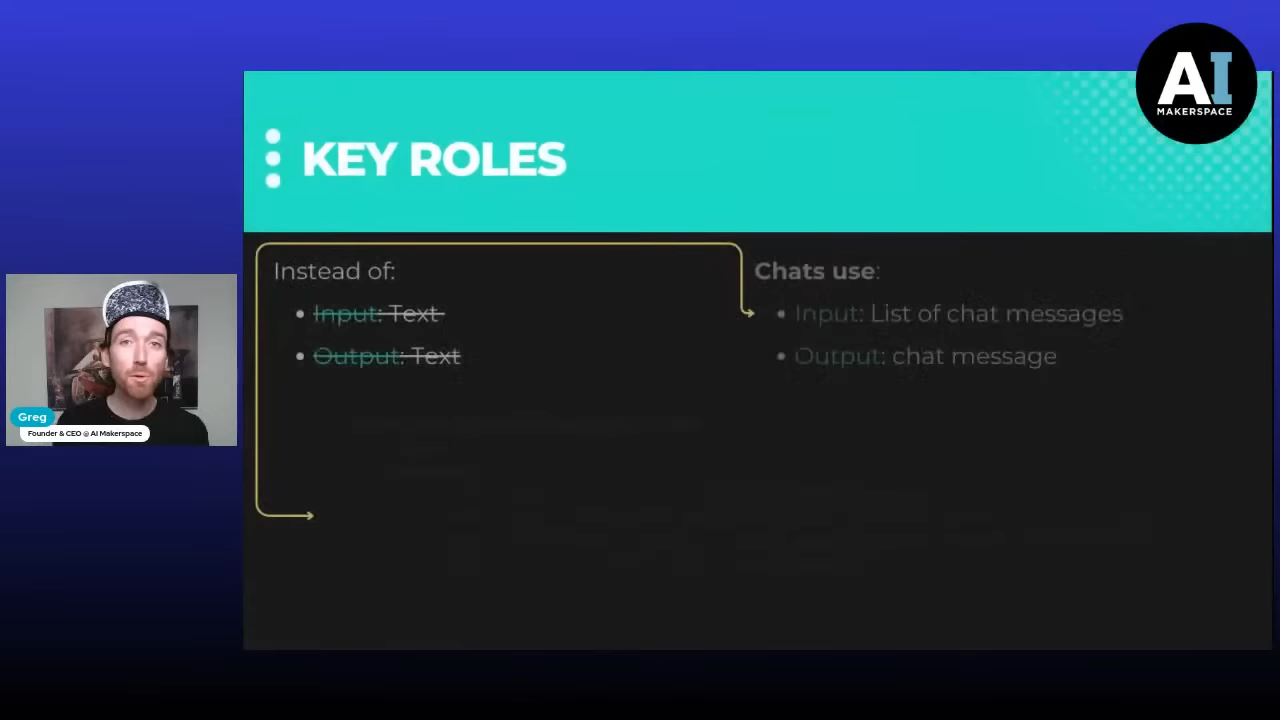 AI
MAKERSPACE
KEY ROLES
Instead of:
Input: Text
Output: Text
Chats use:
Input: List of chat messages
Output: chat message
Greg
Founder & CEO @ AI Makerspace